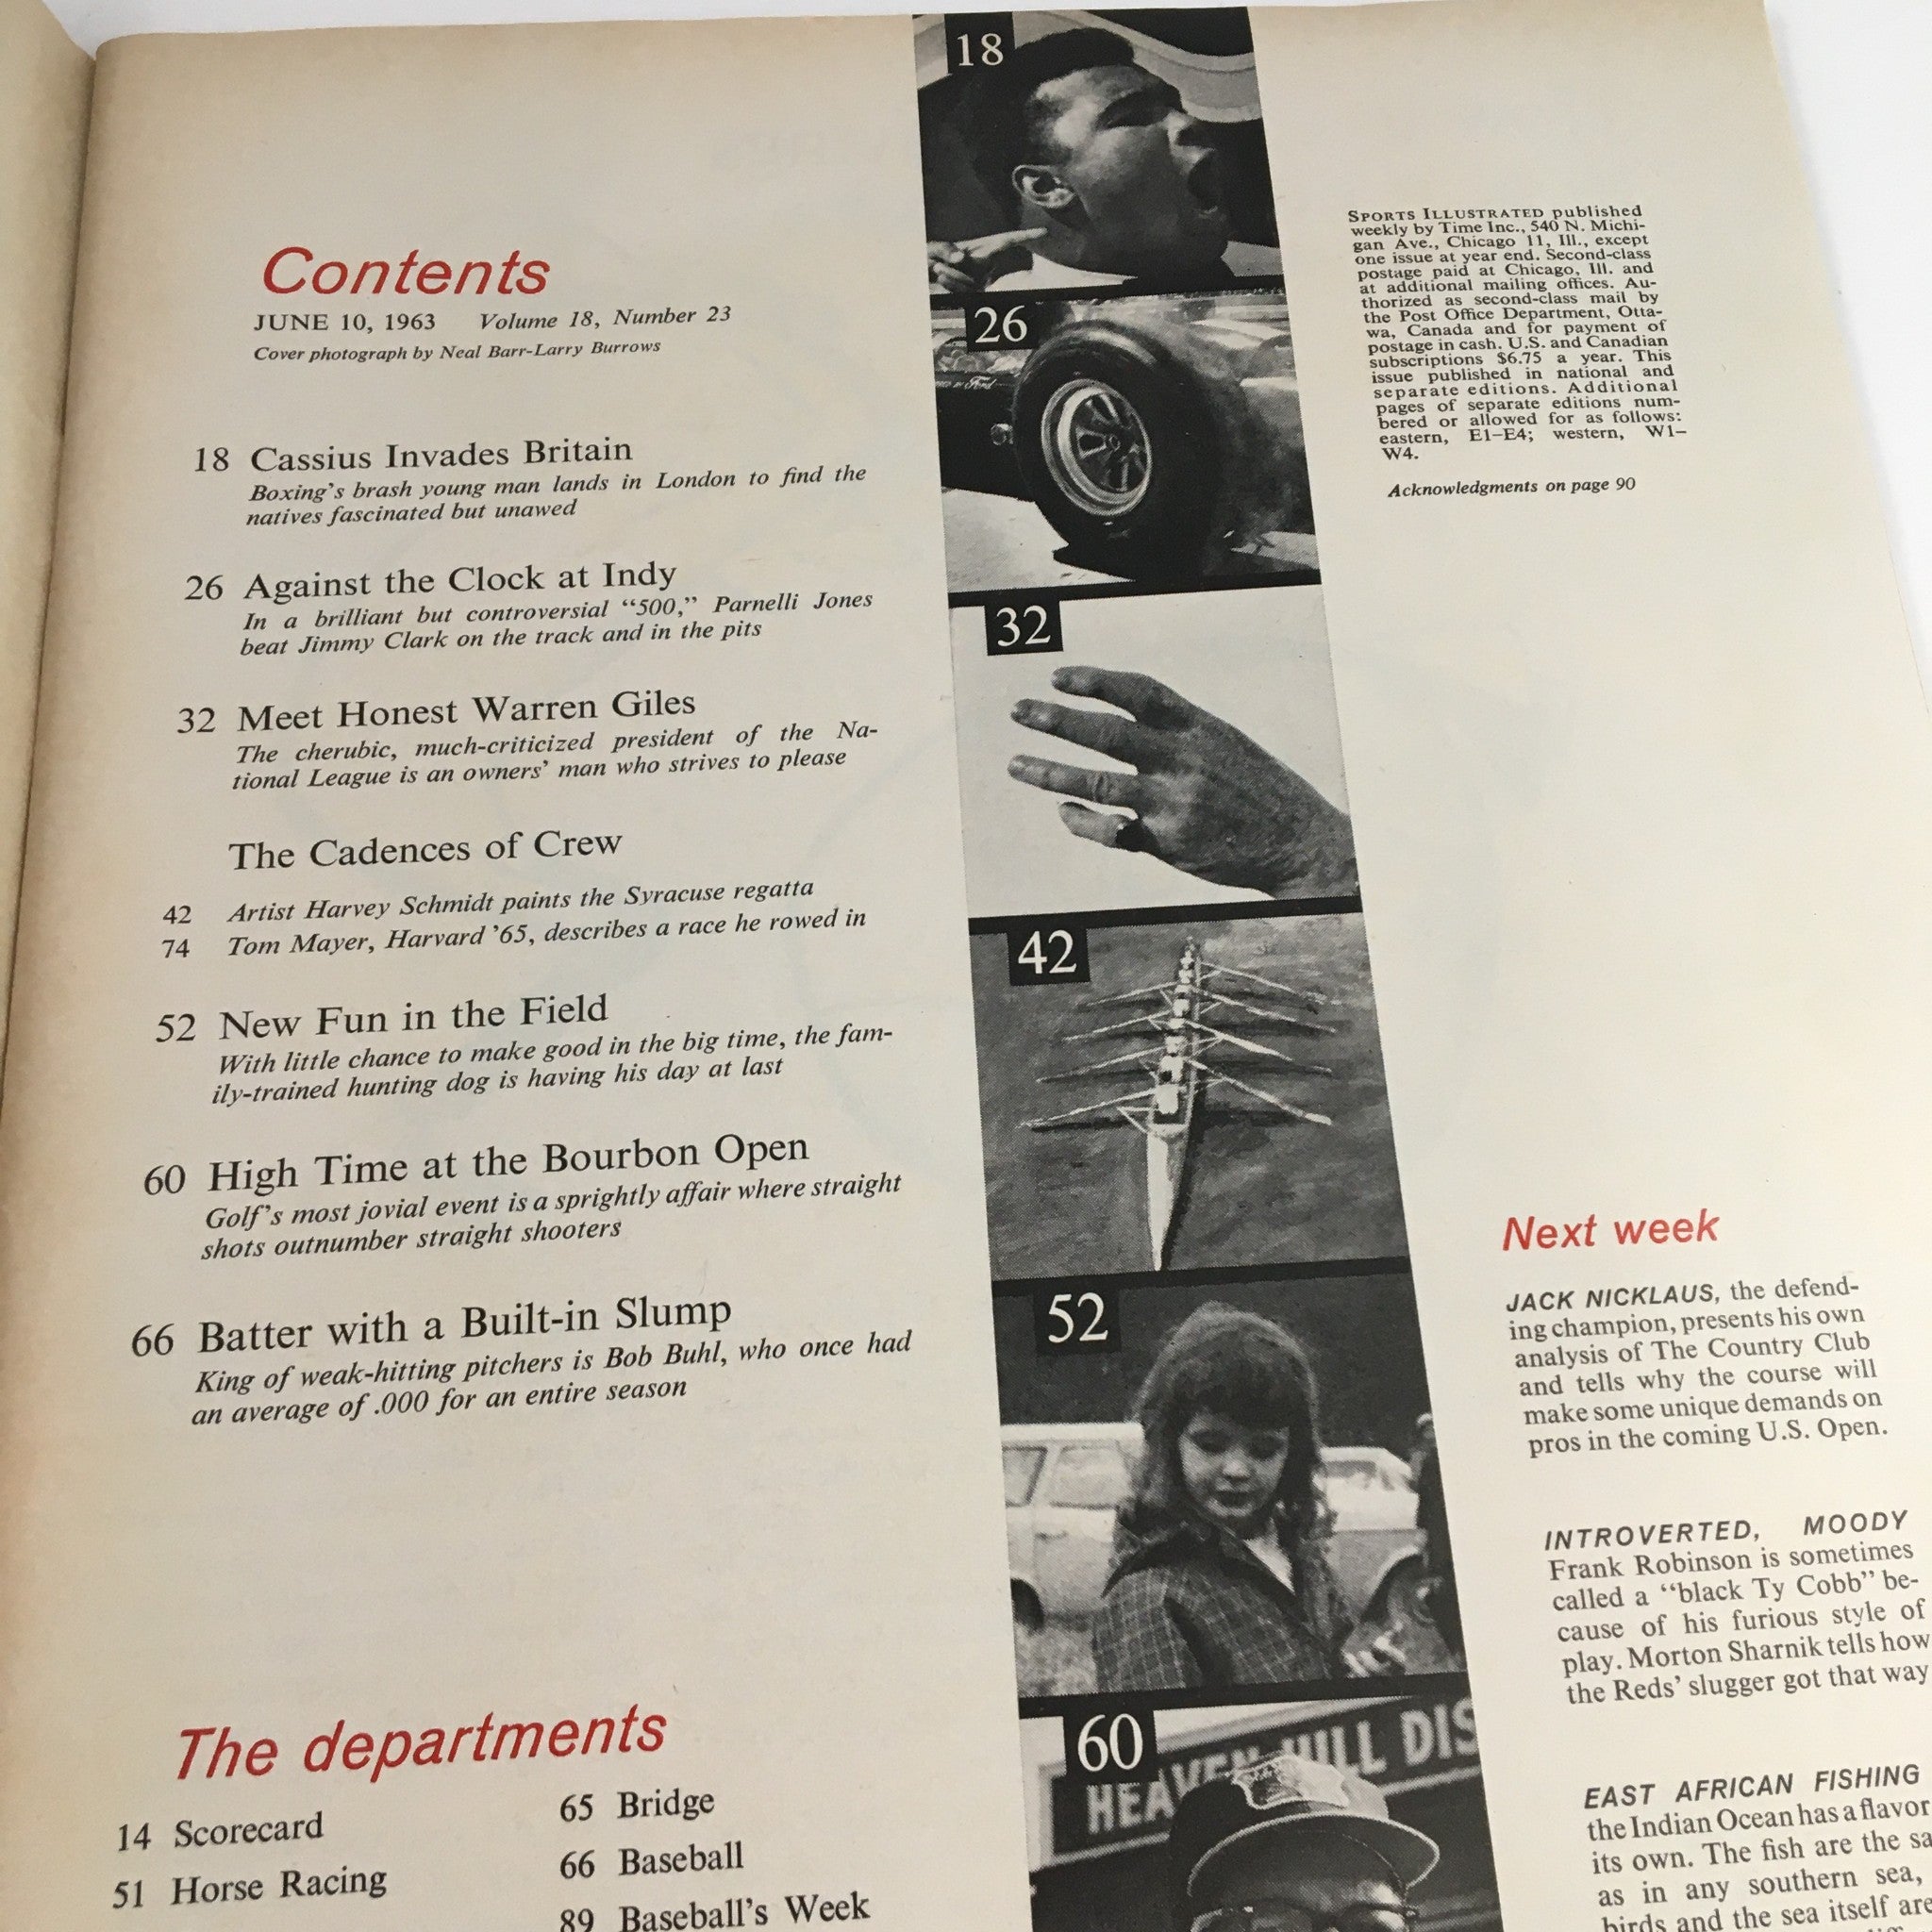 Contents
JUNE 10, 1963 Volume 18, Number 23
Cover photograph by Neal Barr-Larry Burrows
18 Cassius Invades Britain
Boxing's brash young man lands in London to find the
natives fascinated but unawed
26 Against the Clock at Indy
In a brilliant but controversial “500,” Parnelli Jones
beat Jimmy Clark on the track and in the pits
32 Meet Honest Warren Giles
The cherubic, much-criticized president of the Na-
tional League is an owners' man who strives to please
The Cadences of Crew
42 Artist Harvey Schmidt paints the Syracuse regatta
74 Tom Mayer, Harvard '65, describes a race he rowed in
52 New Fun in the Field
With little chance to make good in the big time, the fam-
ily-trained hunting dog is having his day at last
60 High Time at the Bourbon Open
Golf's most jovial event is a sprightly affair where straight
shots outnumber straight shooters
66 Batter with a Built-in Slump
King of weak-hitting pitchers is Bob Buhl, who once had
an average of .000 for an entire season
The departments
14 Scorecard
51 Horse Racing
65 Bridge
66 Baseball
89 Baseball's Week
18
26
Ford
32
42
52
60
HEAVEN HILL DIS
SPORTS ILLUSTRATED published
weekly by Time Inc., 540 N. Michi-
gan Ave., Chicago 11, Ill., except
one issue at year end. Second-class
postage paid at Chicago, Ill. and
at additional mailing offices. Au-
thorized as second-class mail by
the Post Office Department, Otta-
wa, Canada and for payment of
postage in cash. U.S. and Canadian
subscriptions $6.75 a year. This
issue published in national and
separate editions. Additional
pages of separate editions num-
bered or allowed for as follows:
eastern, E1–E4; western, W1–
W4.
Acknowledgments on page 90
Next week
JACK NICKLAUS, the defend-
ing champion, presents his own
analysis of The Country Club
and tells why the course will
make some unique demands on
pros in the coming U.S. Open.
INTROVERTED, MOODY
Frank Robinson is sometimes
called a “black Ty Cobb” be-
cause of his furious style of
play. Morton Sharnik tells how
the Reds' slugger got that way
EAST AFRICAN FISHING
the Indian Ocean has a flavor
its own. The fish are the sa
as in any southern sea,
birds and the sea itself are